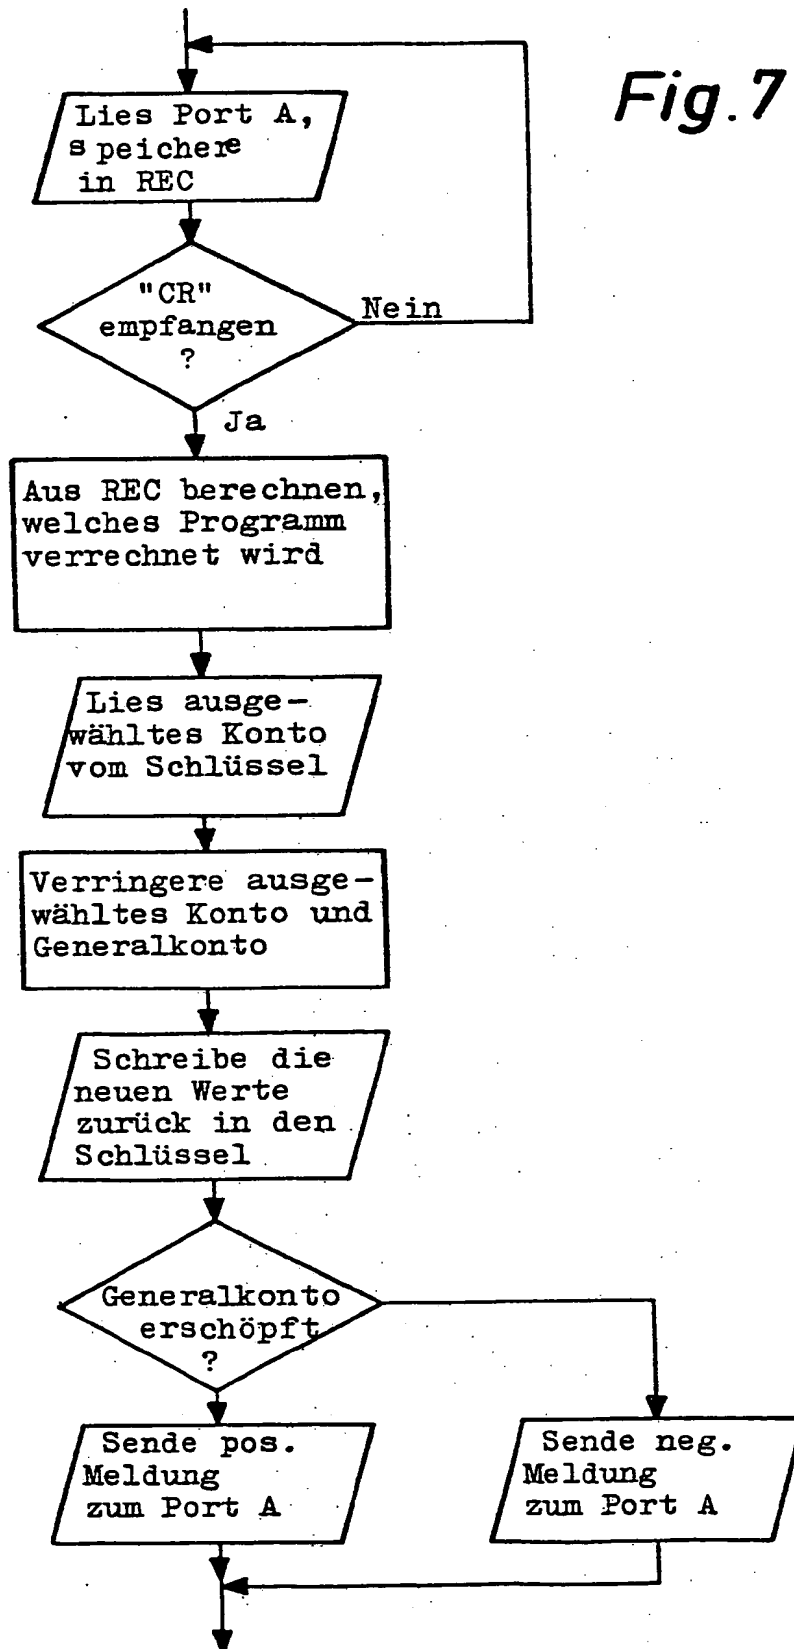 Fig.7
Lies Port A,
speichere
in REC
"CR"
empfangen
?
Nein
Ja
Aus REC berechnen,
welches Programm
verrechnet wird
Lies ausge-
wähltes Konto
vom Schlüssel
Verringere ausge-
wähltes Konto und
Generalkonto
Schreibe die
neuen Werte
zurück in den
Schlüssel
Generalkonto
erschöpft
?
Sende pos.
Meldung
zum Port A
Sende neg.
Meldung
zum Port A